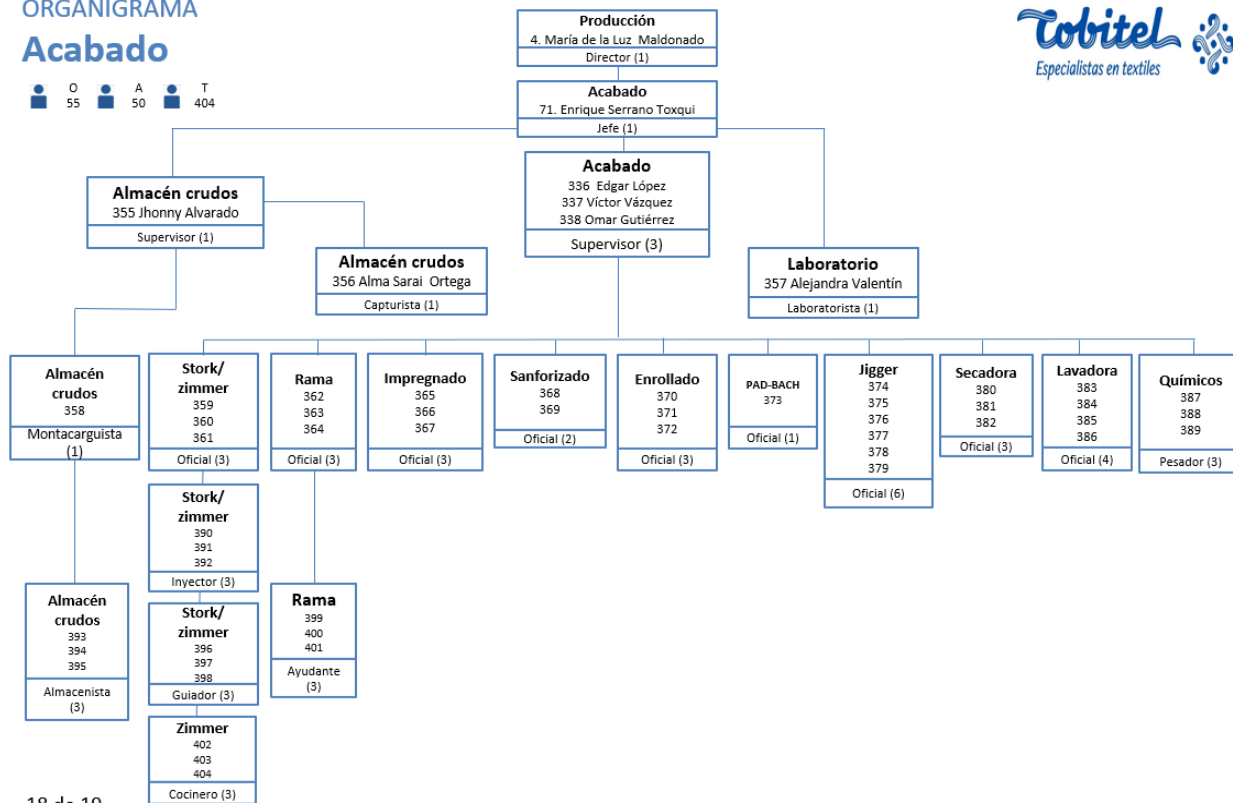 ORGANIGRAMA
Acabado
O
55
A
50
T
404
Tobitel
Especialistas en textiles
Producción
4. María de la Luz Maldonado
Director (1)
Acabado
71. Enrique Serrano Toxqui
Jefe (1)
Almacén crudos
355 Jhonny Alvarado
Supervisor (1)
Acabado
336 Edgar López
337 Víctor Vázquez
338 Omar Gutiérrez
Supervisor (3)
Almacén crudos
356 Alma Sarai Ortega
Capturista (1)
Laboratorio
357 Alejandra Valentín
Laboratorista (1)
Almacén
crudos
358
Montacarguista
(1)
Stork/
zimmer
359
360
361
Oficial (3)
Rama
362
363
364
Oficial (3)
Impregnado
365
366
367
Oficial (3)
Sanforizado
368
369
Oficial (2)
Enrollado
370
371
372
Oficial (3)
PAD-BACH
373
Oficial (1)
Jigger
374
375
376
377
378
379
Oficial (6)
Secadora
380
381
382
Oficial (3)
Lavadora
383
384
385
386
Oficial (4)
Químicos
387
388
389
Pesador (3)
Stork/
zimmer
390
391
392
Inyector (3)
Almacén
crudos
393
394
395
Almacenista
(3)
Stork/
zimmer
396
397
398
Guiador (3)
Rama
399
400
401
Ayudante
(3)
Zimmer
402
403
404
Cocinero (3)
18 de 19